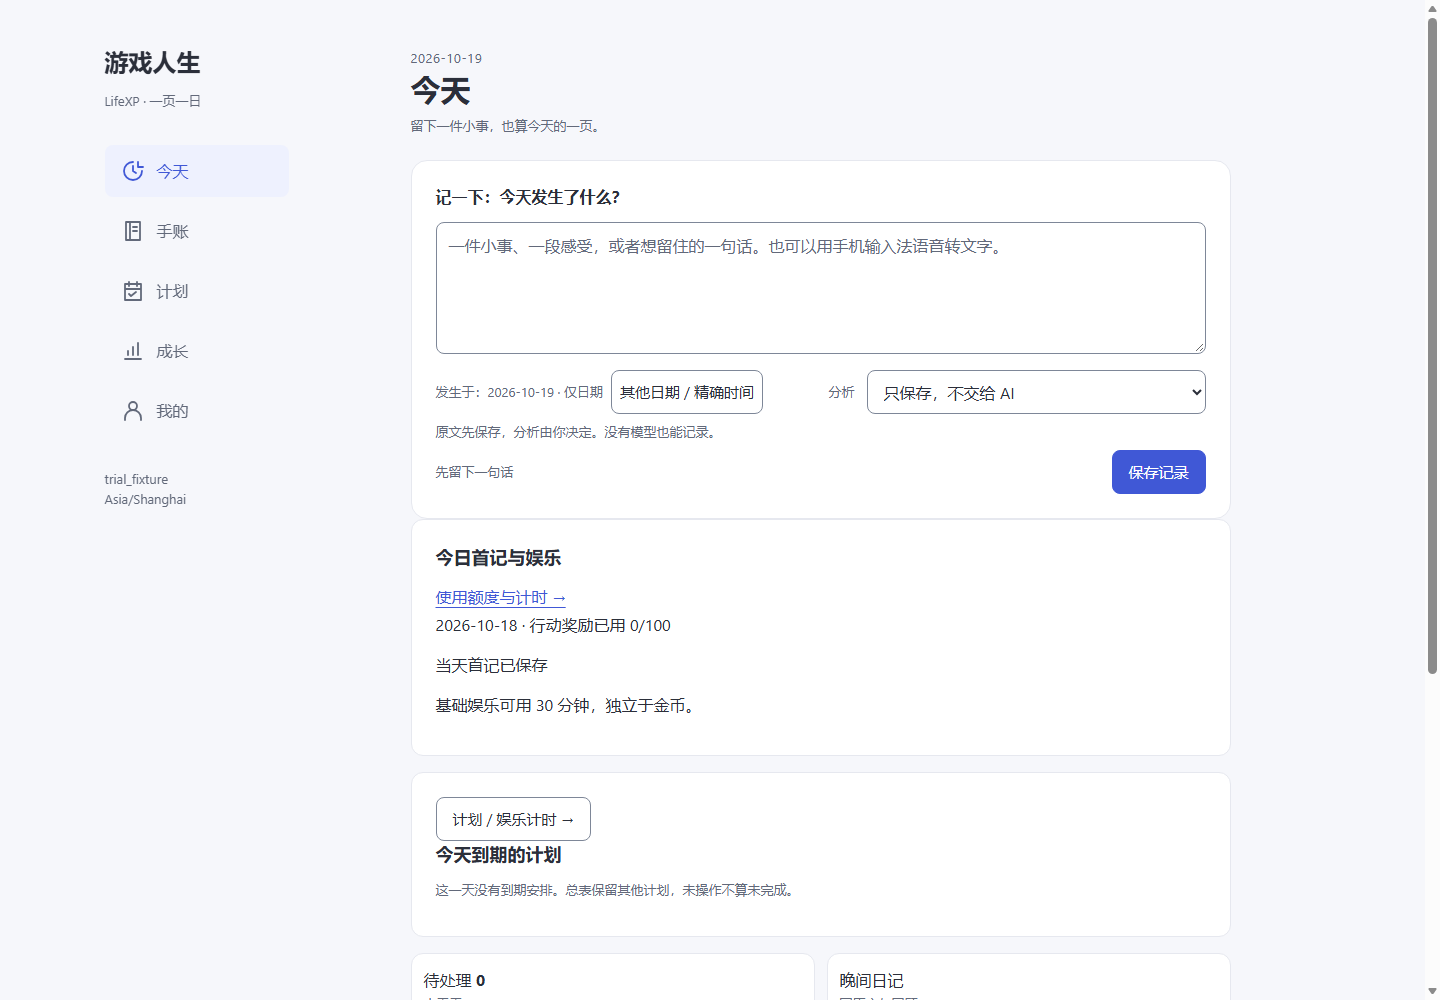 游戏人生
LifeXP · 一页一日
今天
手账
计划
成长
我的
trial_fixture
Asia/Shanghai
2026-10-19
今天
留下一件小事，也算今天的一页。
记一下：今天发生了什么？
一件小事、一段感受，或者想留住的一句话。也可以用手机输入法语音转文字。
发生于：2026-10-19 · 仅日期 其他日期 / 精确时间 分析 只保存，不交给 AI
原文先保存，分析由你决定。没有模型也能记录。
先留下一句话 保存记录
今日首记与娱乐
使用额度与计时 →
2026-10-18 · 行动奖励已用 0/100
当天首记已保存
基础娱乐可用 30 分钟，独立于金币。
计划 / 娱乐计时 →
今天到期的计划
这一天没有到期安排。总表保留其他计划，未操作不算未完成。
待处理 0 晚间日记